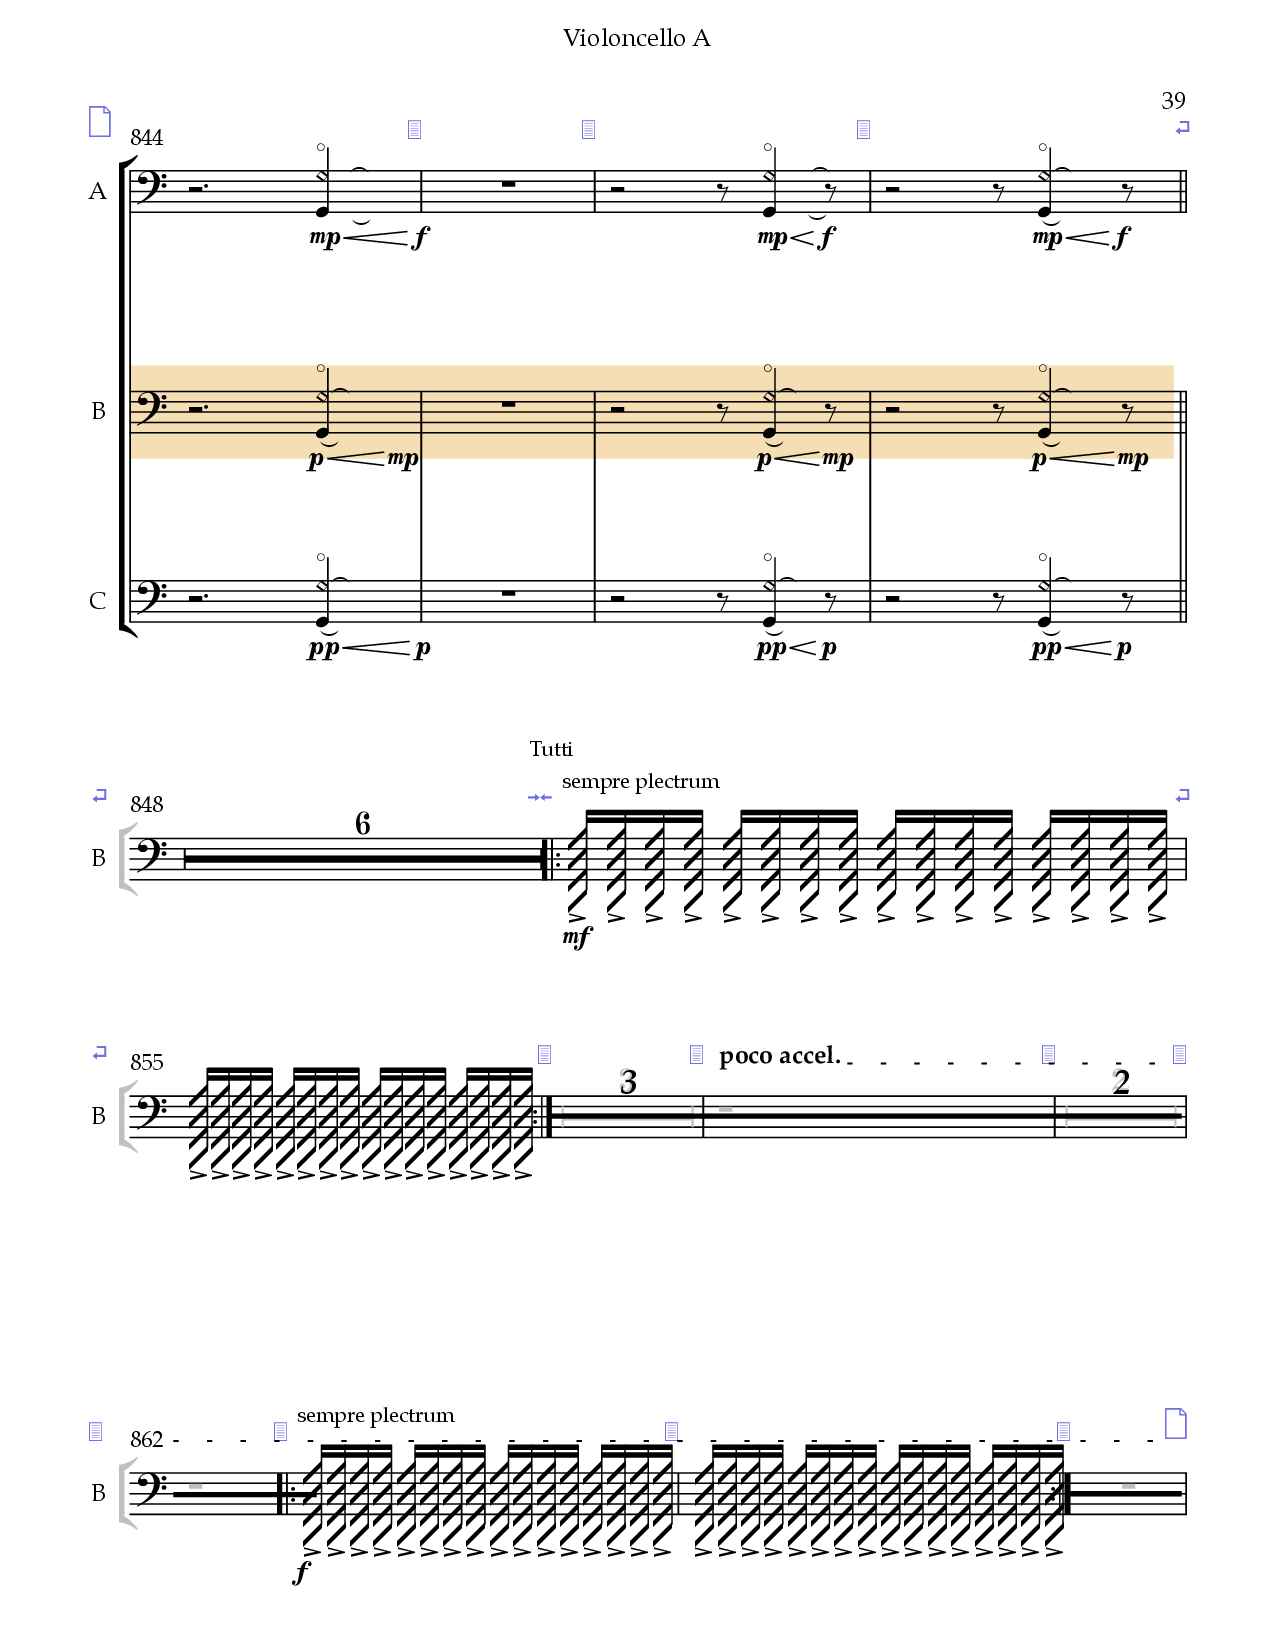 Violoncello A
39
844
A
mp f mp f mp f
B
p mp p mp p mp
C
pp p pp p pp p
Tutti
sempre plectrum
848
6
B
mf
855
poco accel. - - - - - - - - - -
3 2
B
sempre plectrum
862 - - - - - - - - - - - - - - - - - - - - - - - - - - - - - -
B
f